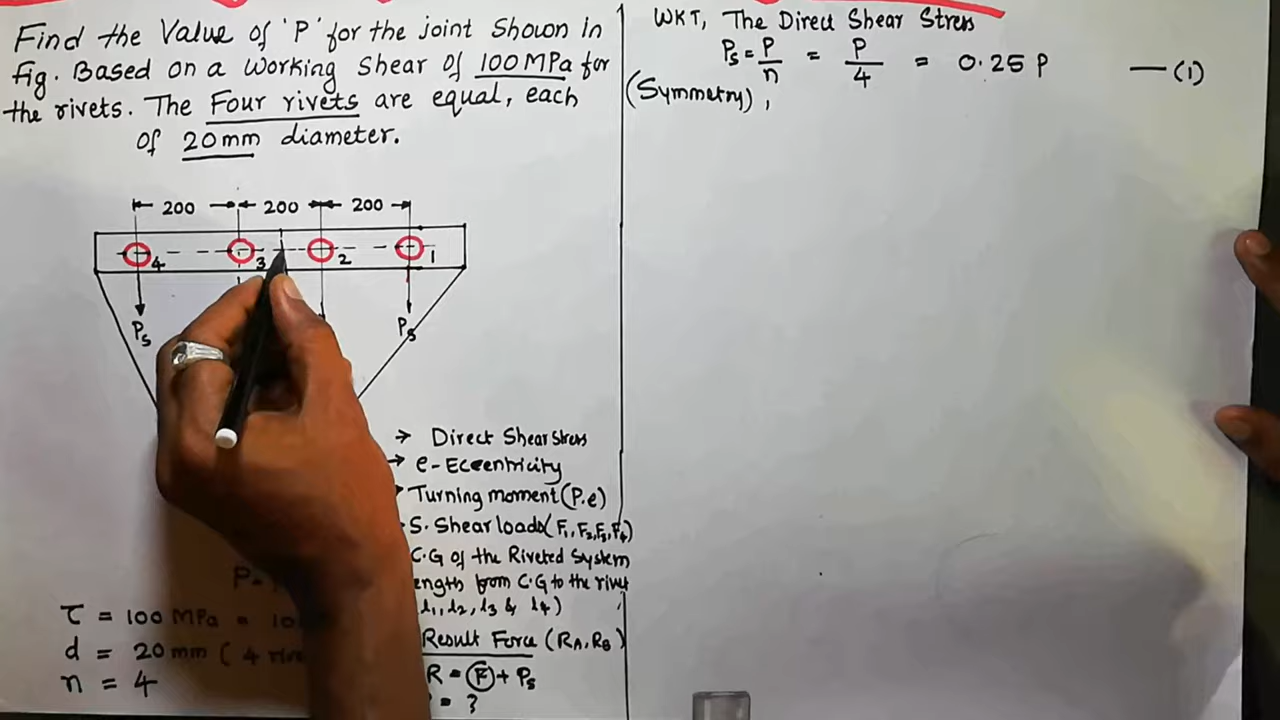 Find the Value of 'P' for the joint Shown in
Fig. Based on a Working Shear of 100 MPa for
the rivets. The Four rivets are equal, each
of 20mm diameter.
200 200 200
4 3 2 1
Ps Ps
→ Direct Shear Stress
→ e - Eccentricity
Turning moment (P.e)
S. Shear loads (F1, F2, F3, F4)
C.G of the Riveted System
ength from C.G to the rivet
l1, l2, l3 & l4)
Result Force (RA, RB)
R = F + Ps
= ?
τ = 100 MPa = 10
d = 20 mm ( 4
n = 4
WKT, The Direct Shear Stress
Ps = P/n = P/4 = 0.25 P — (1)
(Symmetry),